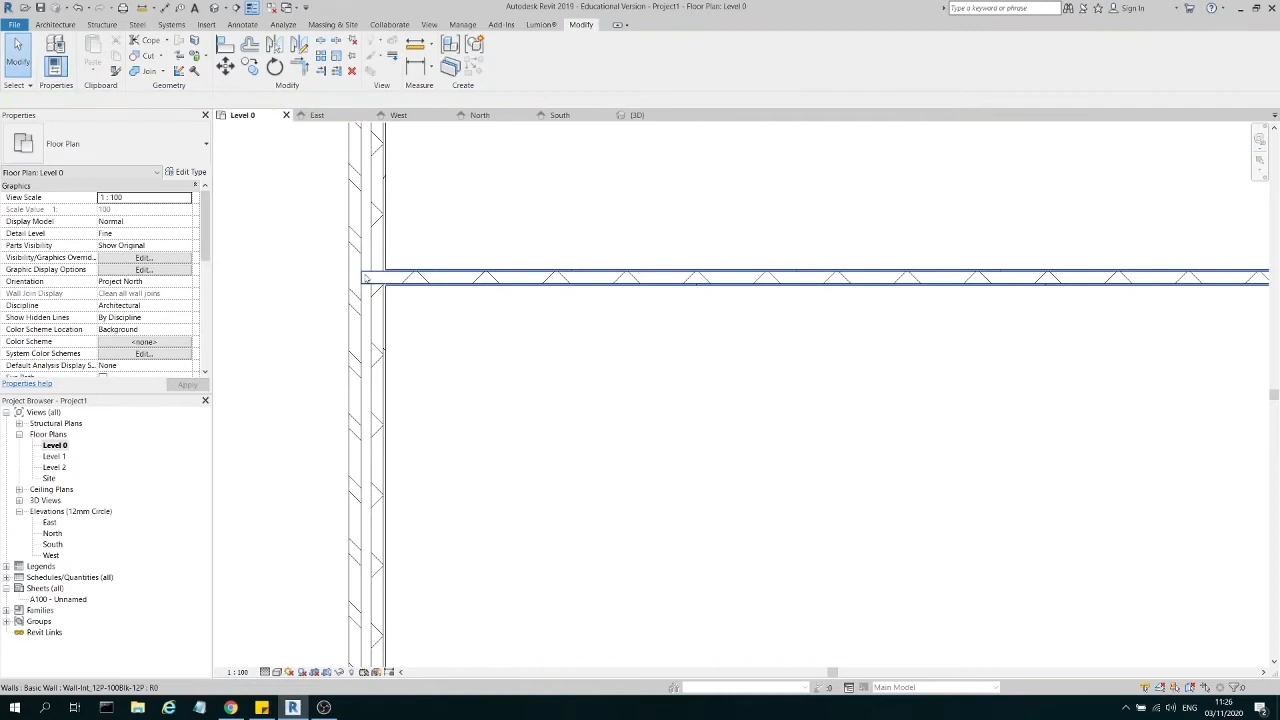 Autodesk Revit 2019 - Educational Version - Project1 - Floor Plan: Level 0
Type a keyword or phrase
Sign In
File Architecture Structure Steel Systems Insert Annotate Analyze Massing & Site Collaborate View Manage Add-Ins Lumion® Modify
Modify Paste Cope
Cut
Join
Select Properties Clipboard Geometry Modify View Measure Create
Properties
Level 0 East West North South {3D}
Floor Plan
Floor Plan: Level 0 Edit Type
Graphics
View Scale 1 : 100
Scale Value 1: 100
Display Model Normal
Detail Level Fine
Parts Visibility Show Original
Visibility/Graphics Overrid... Edit...
Graphic Display Options Edit...
Orientation Project North
Wall Join Display Clean all wall joins
Discipline Architectural
Show Hidden Lines By Discipline
Color Scheme Location Background
Color Scheme <none>
System Color Schemes Edit...
Default Analysis Display S... None
Properties help Apply
Project Browser - Project1
Views (all)
Structural Plans
Floor Plans
Level 0
Level 1
Level 2
Site
Ceiling Plans
3D Views
Elevations (12mm Circle)
East
North
South
West
Legends
Schedules/Quantities (all)
Sheets (all)
A100 - Unnamed
Families
Groups
Revit Links
1 : 100
Walls : Basic Wall : Wall-Int_12P-100Blk-12P : R0
:0 Main Model :0
ENG 11:26
03/11/2020 2